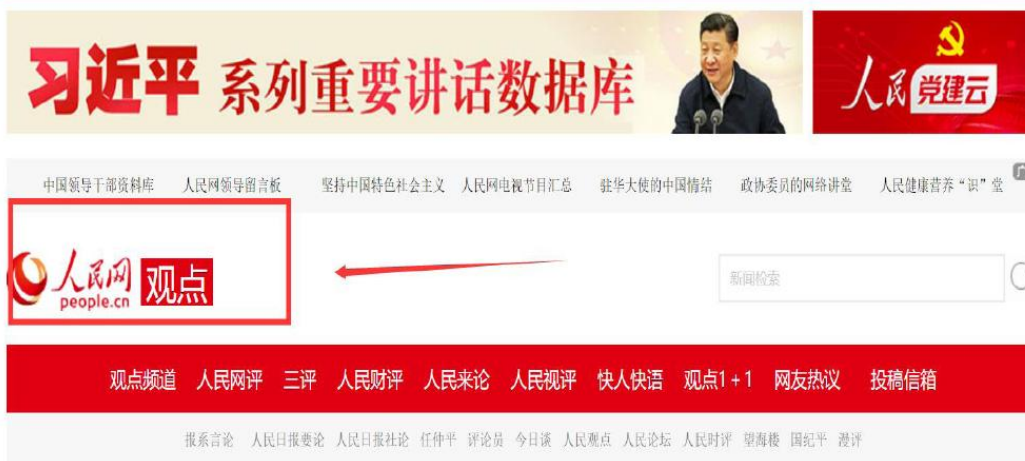 习近平 系列重要讲话数据库
人民 党建云
中国领导干部资料库 人民网领导留言板 坚持中国特色社会主义 人民网电视节目汇总 驻华大使的中国情结 政协委员的网络讲堂 人民健康营养“识”堂
人民网 观点
people.cn
新闻检索
观点频道 人民网评 三评 人民财评 人民来论 人民视评 快人快语 观点1+1 网友热议 投稿信箱
报系言论 人民日报要论 人民日报社论 任仲平 评论员 今日谈 人民观点 人民论坛 人民时评 望海楼 国纪平 漫评